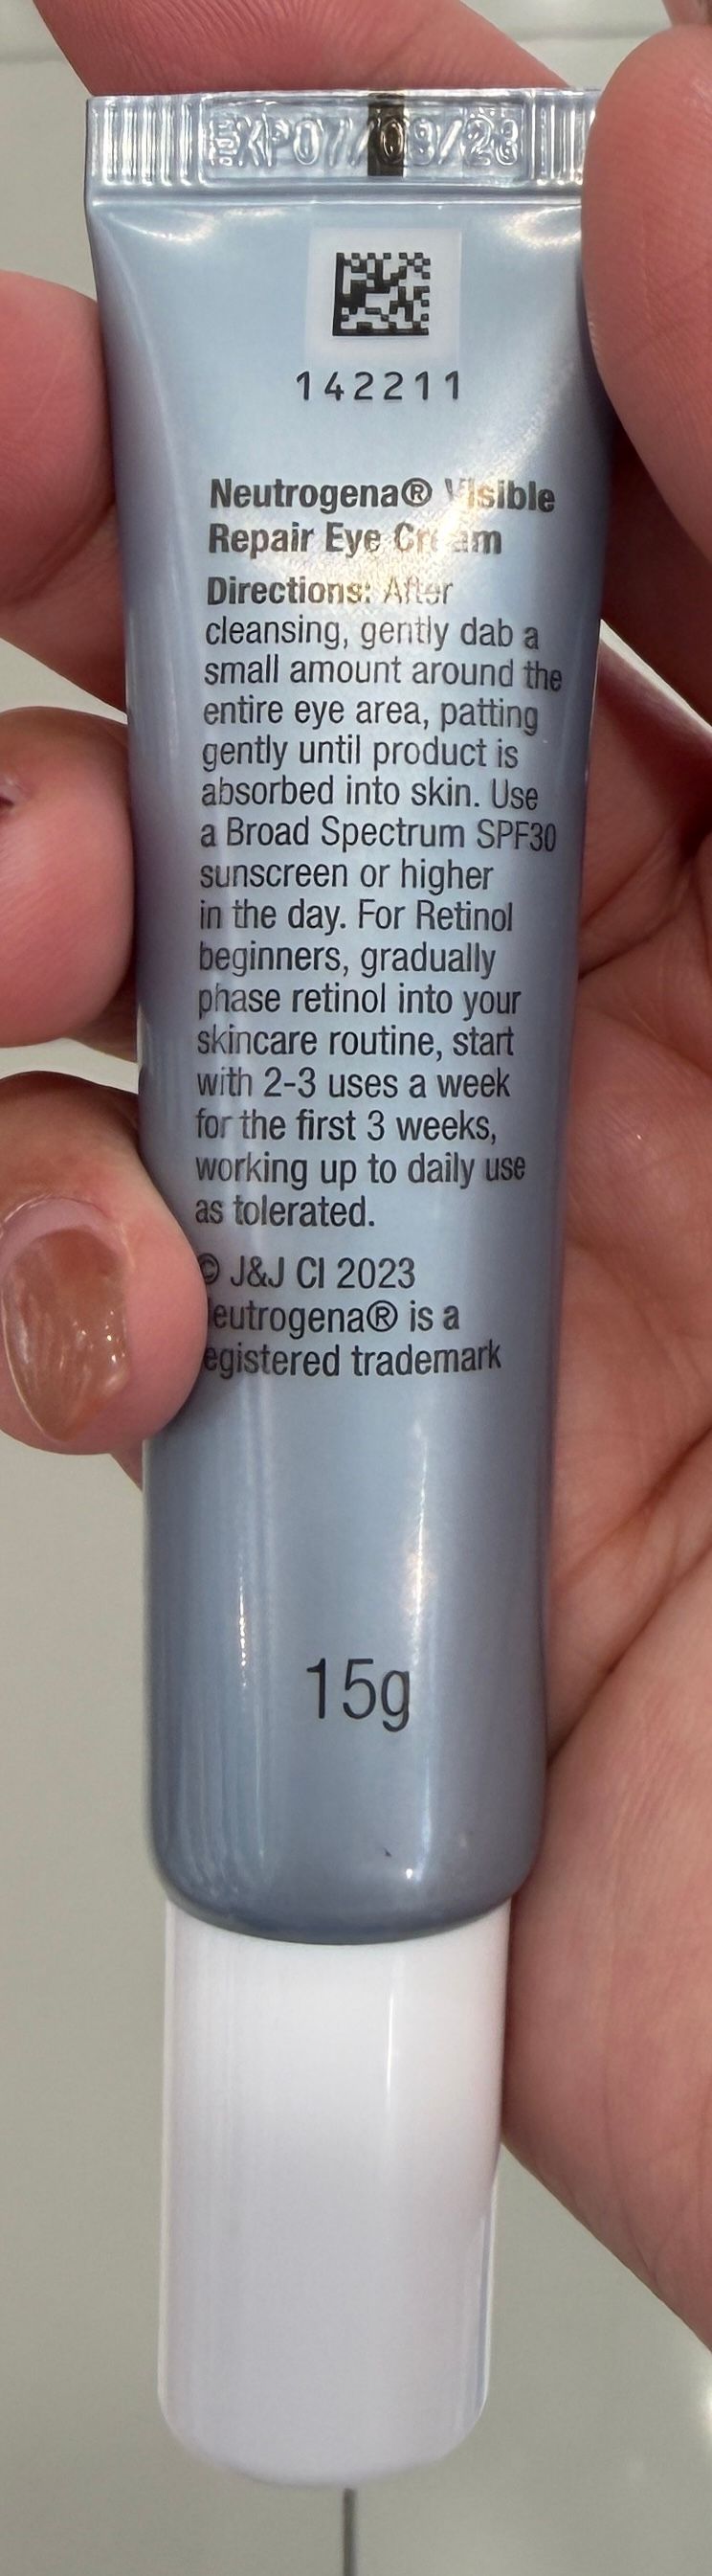 EXP07/09/28
142211
Neutrogena® Visible
Repair Eye Cream
Directions: After
cleansing, gently dab a
small amount around the
entire eye area, patting
gently until product is
absorbed into skin. Use
a Broad Spectrum SPF30
sunscreen or higher
in the day. For Retinol
beginners, gradually
phase retinol into your
skincare routine, start
with 2-3 uses a week
for the first 3 weeks,
working up to daily use
as tolerated.
© J&J CI 2023
eutrogena® is a
egistered trademark
15g